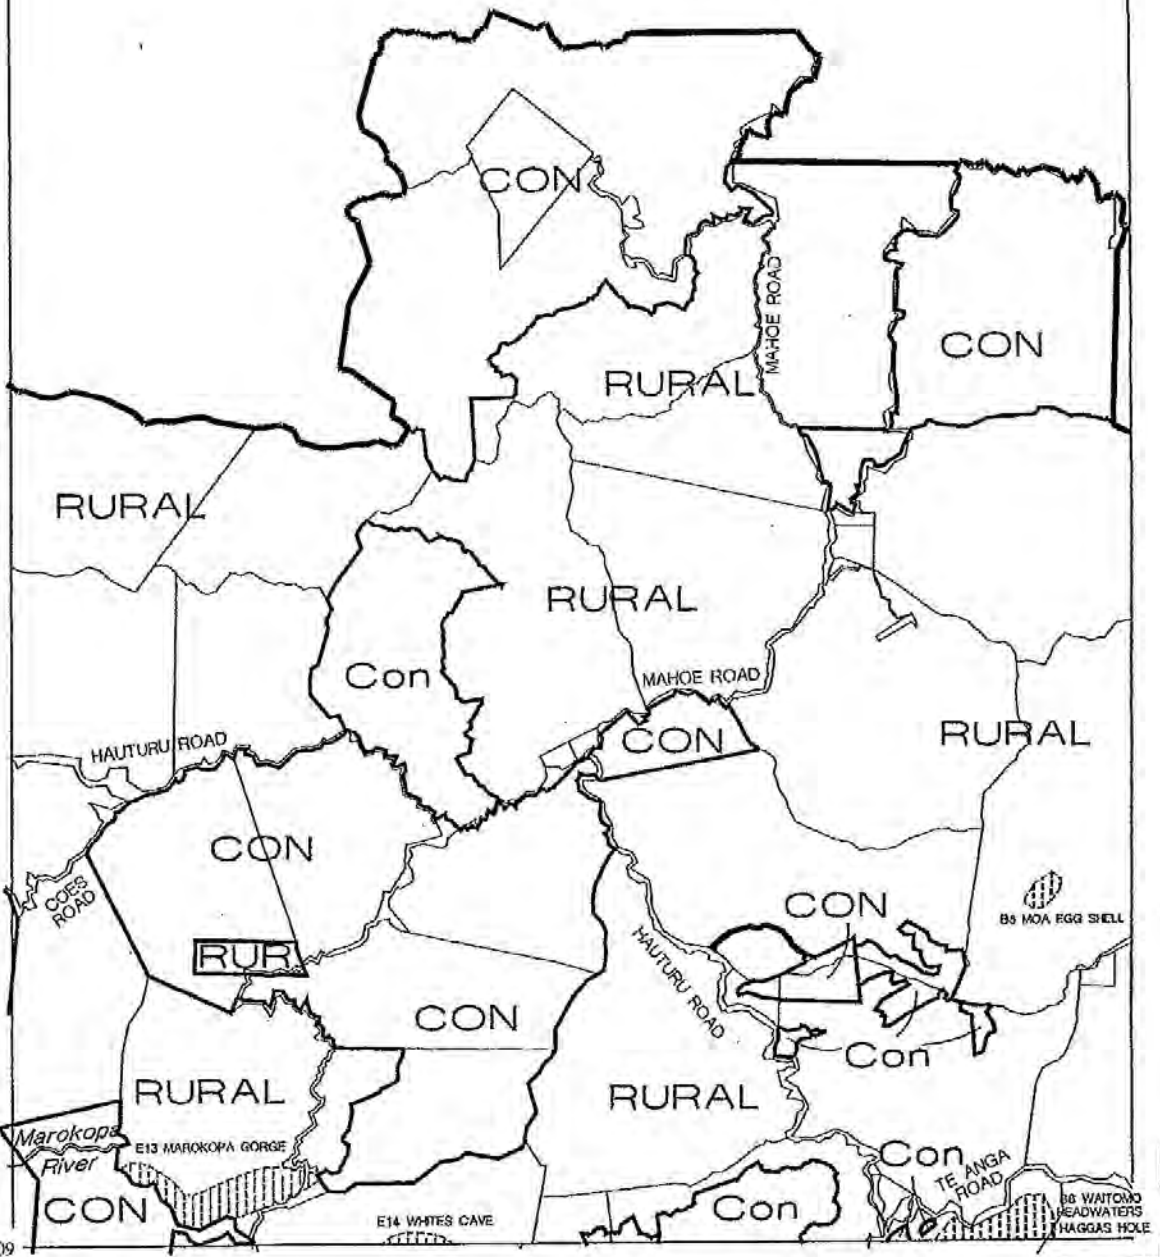 CON
MAHOE ROAD
CON
RURAL
RURAL
RURAL
Con
MAHOE ROAD
CON
RURAL
HAUTURU ROAD
CON
COES
ROAD
CON
B5 MOA EGG SHELL
RUR
HAUTURU ROAD
CON
Con
RURAL
RURAL
Marokopa
River
E13 MAROKOPA GORGE
Con
TE ANGA
ROAD
CON
Con
E14 WHITES CAVE
B6 WAITOMO
HEADWATERS
HAGGAS HOLE
09